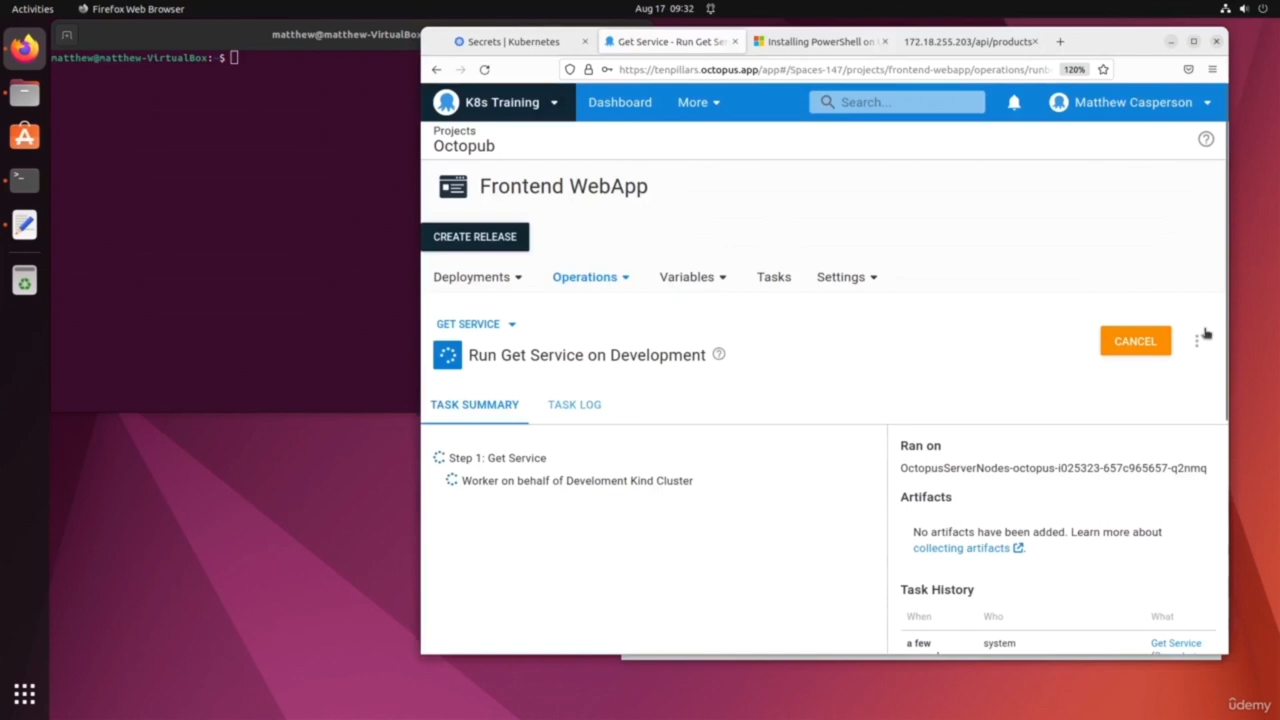 Activities
Firefox Web Browser
Aug 17 09:32
matthew@matthew-VirtualBox
matthew@matthew-VirtualBox:~$
Secrets | Kubernetes
Get Service - Run Get Se
Installing PowerShell on
172.18.255.203/api/products
https://tenpillars.octopus.app/app#/Spaces-147/projects/frontend-webapp/operations/run
120%
K8s Training
Dashboard
More
Search...
Matthew Casperson
Projects
Octopub
Frontend WebApp
CREATE RELEASE
Deployments
Operations
Variables
Tasks
Settings
GET SERVICE
Run Get Service on Development
CANCEL
TASK SUMMARY
TASK LOG
Step 1: Get Service
Worker on behalf of Develoment Kind Cluster
Ran on
OctopusServerNodes-octopus-i025323-657c965657-q2nmq
Artifacts
No artifacts have been added. Learn more about
collecting artifacts.
Task History
When
Who
What
a few
system
Get Service
ûdemy